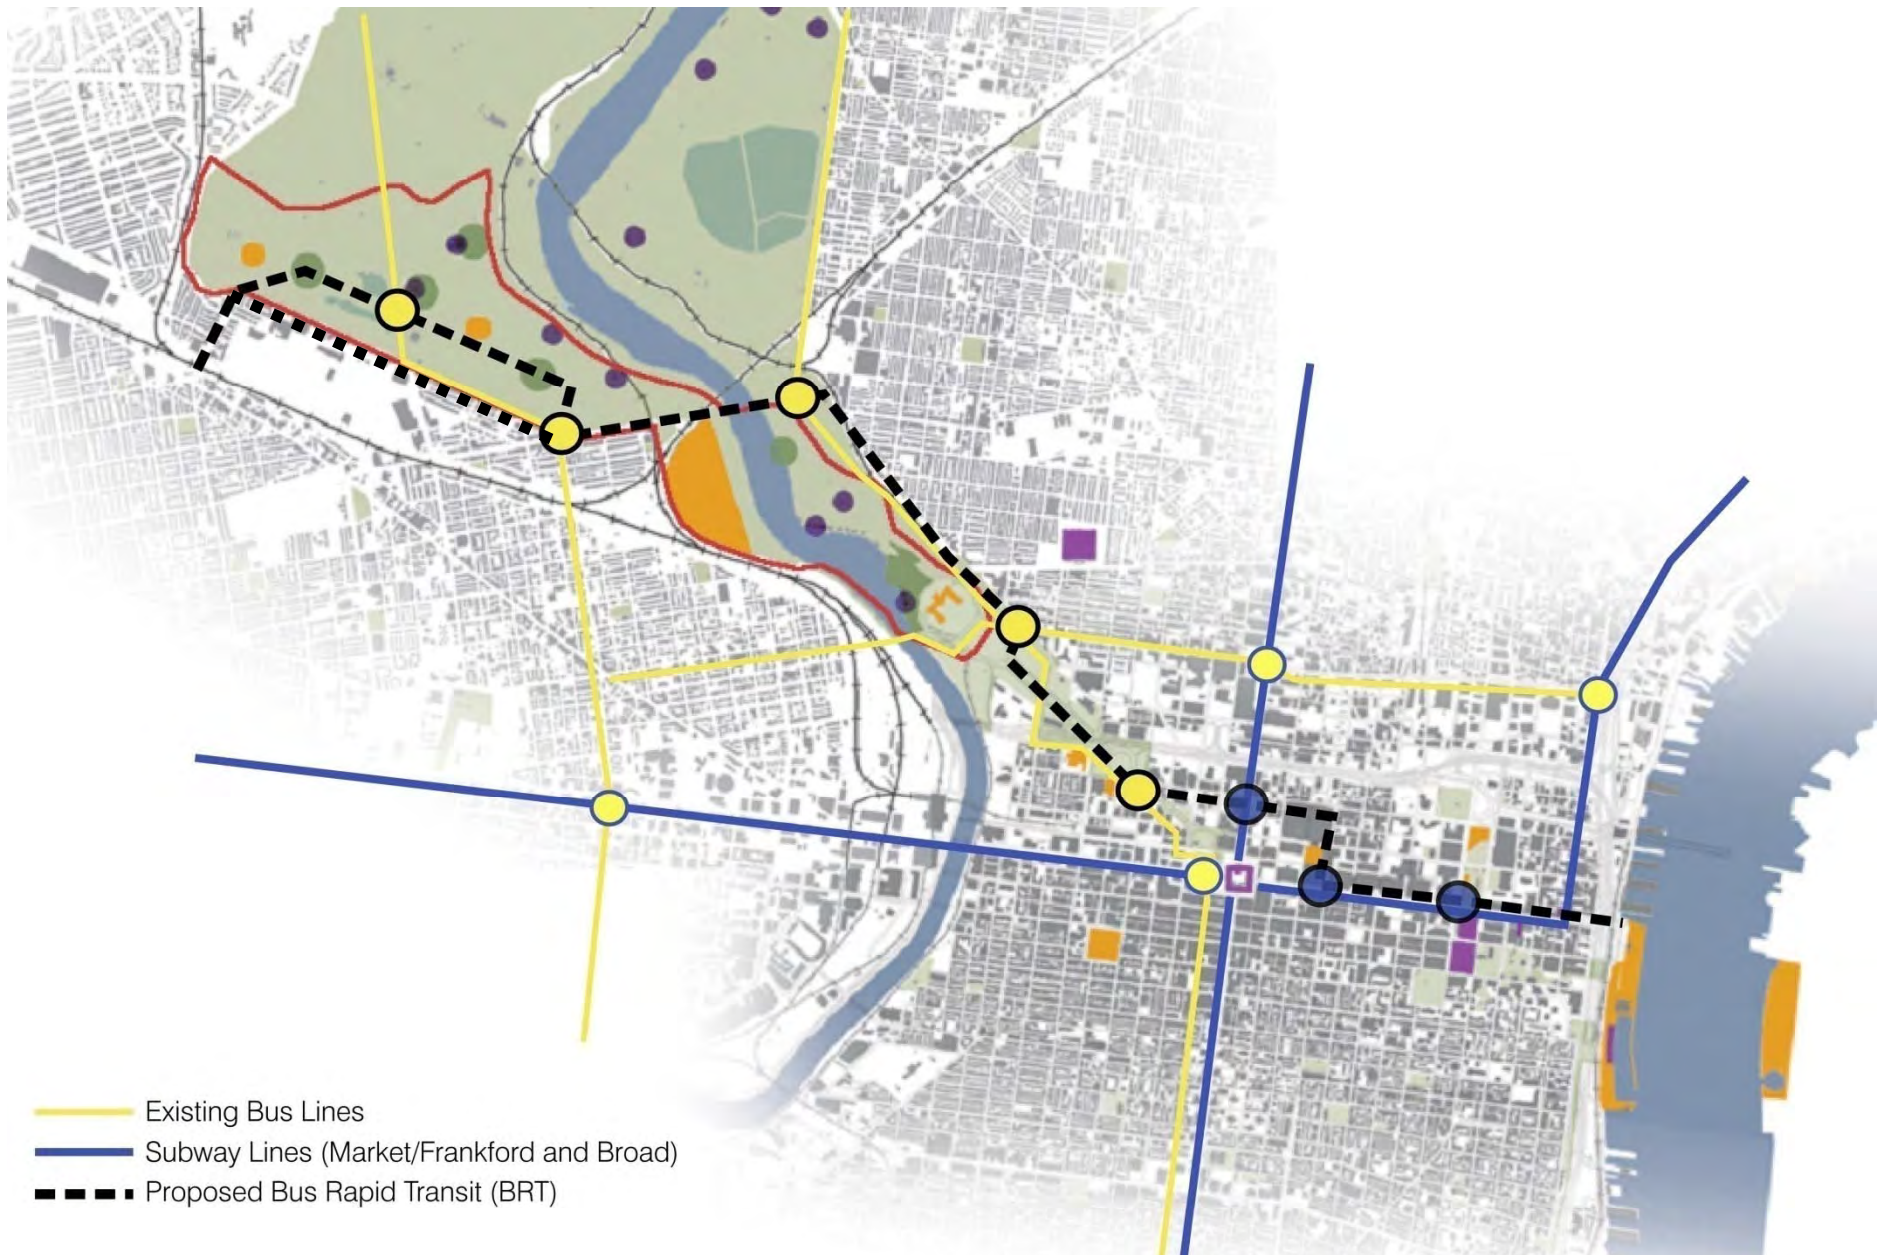 Existing Bus Lines
Subway Lines (Market/Frankford and Broad)
Proposed Bus Rapid Transit (BRT)